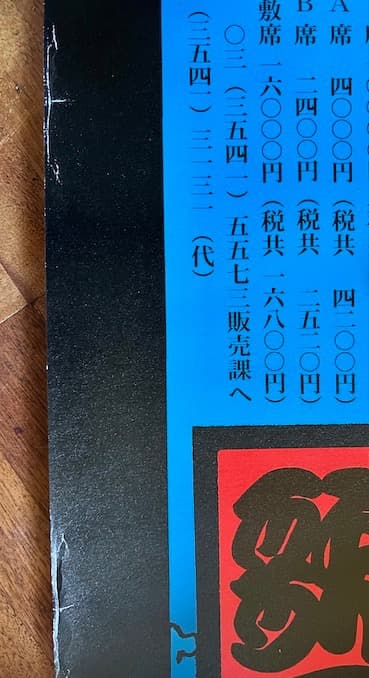 A席 四〇〇〇円(税共 四二〇〇円)
B席 二四〇〇円(税共 二五二〇円)
敷席 一六〇〇〇円(税共 一六八〇〇円)
〇三(三五四一)五五七三販売課へ
(三五四一)三一三一(代)